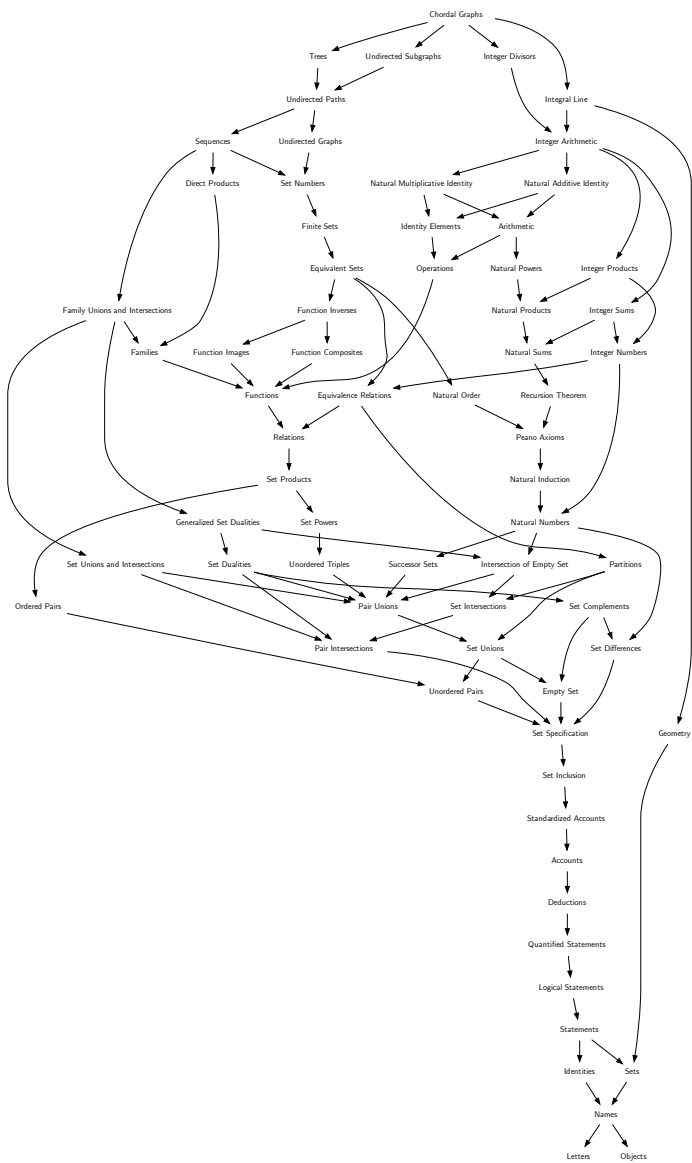 Chordal Graphs
Trees
Undirected Subgraphs
Integer Divisors
Undirected Paths
Integral Line
Sequences
Undirected Graphs
Integer Arithmetic
Direct Products
Set Numbers
Natural Multiplicative Identity
Natural Additive Identity
Finite Sets
Identity Elements
Arithmetic
Equivalent Sets
Operations
Natural Powers
Integer Products
Family Unions and Intersections
Function Inverses
Natural Products
Integer Sums
Families
Function Images
Function Composites
Natural Sums
Integer Numbers
Functions
Equivalence Relations
Natural Order
Recursion Theorem
Relations
Peano Axioms
Set Products
Natural Induction
Generalized Set Dualities
Set Powers
Natural Numbers
Set Unions and Intersections
Set Dualities
Unordered Triples
Successor Sets
Intersection of Empty Set
Partitions
Ordered Pairs
Pair Unions
Set Intersections
Set Complements
Pair Intersections
Set Unions
Set Differences
Unordered Pairs
Empty Set
Set Specification
Geometry
Set Inclusion
Standardized Accounts
Accounts
Deductions
Quantified Statements
Logical Statements
Statements
Identities
Sets
Names
Letters
Objects